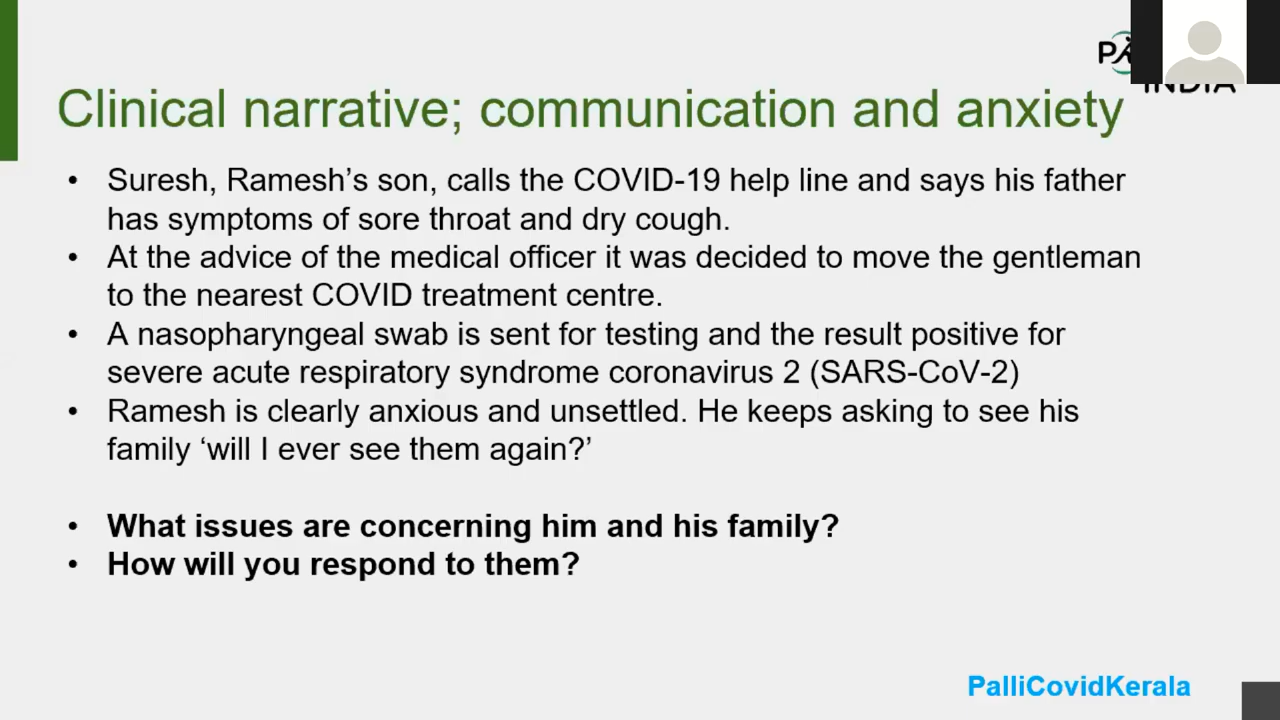 Clinical narrative; communication and anxiety
• Suresh, Ramesh’s son, calls the COVID-19 help line and says his father
has symptoms of sore throat and dry cough.
• At the advice of the medical officer it was decided to move the gentleman
to the nearest COVID treatment centre.
• A nasopharyngeal swab is sent for testing and the result positive for
severe acute respiratory syndrome coronavirus 2 (SARS-CoV-2)
• Ramesh is clearly anxious and unsettled. He keeps asking to see his
family ‘will I ever see them again?’
• What issues are concerning him and his family?
• How will you respond to them?
PalliCovidKerala